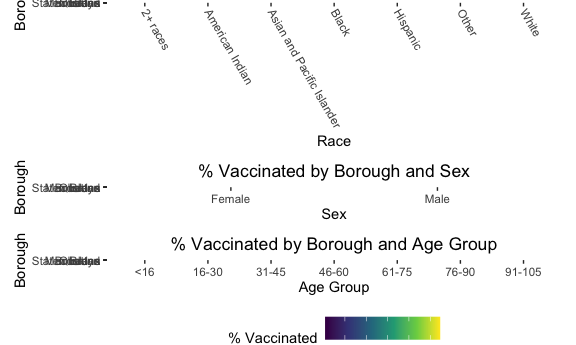 2+ races
American Indian
Asian and Pacific Islander
Black
Hispanic
Other
White
Race
% Vaccinated by Borough and Sex
Borough
Female
Male
Sex
% Vaccinated by Borough and Age Group
Borough
<16
16-30
31-45
46-60
61-75
76-90
91-105
Age Group
% Vaccinated